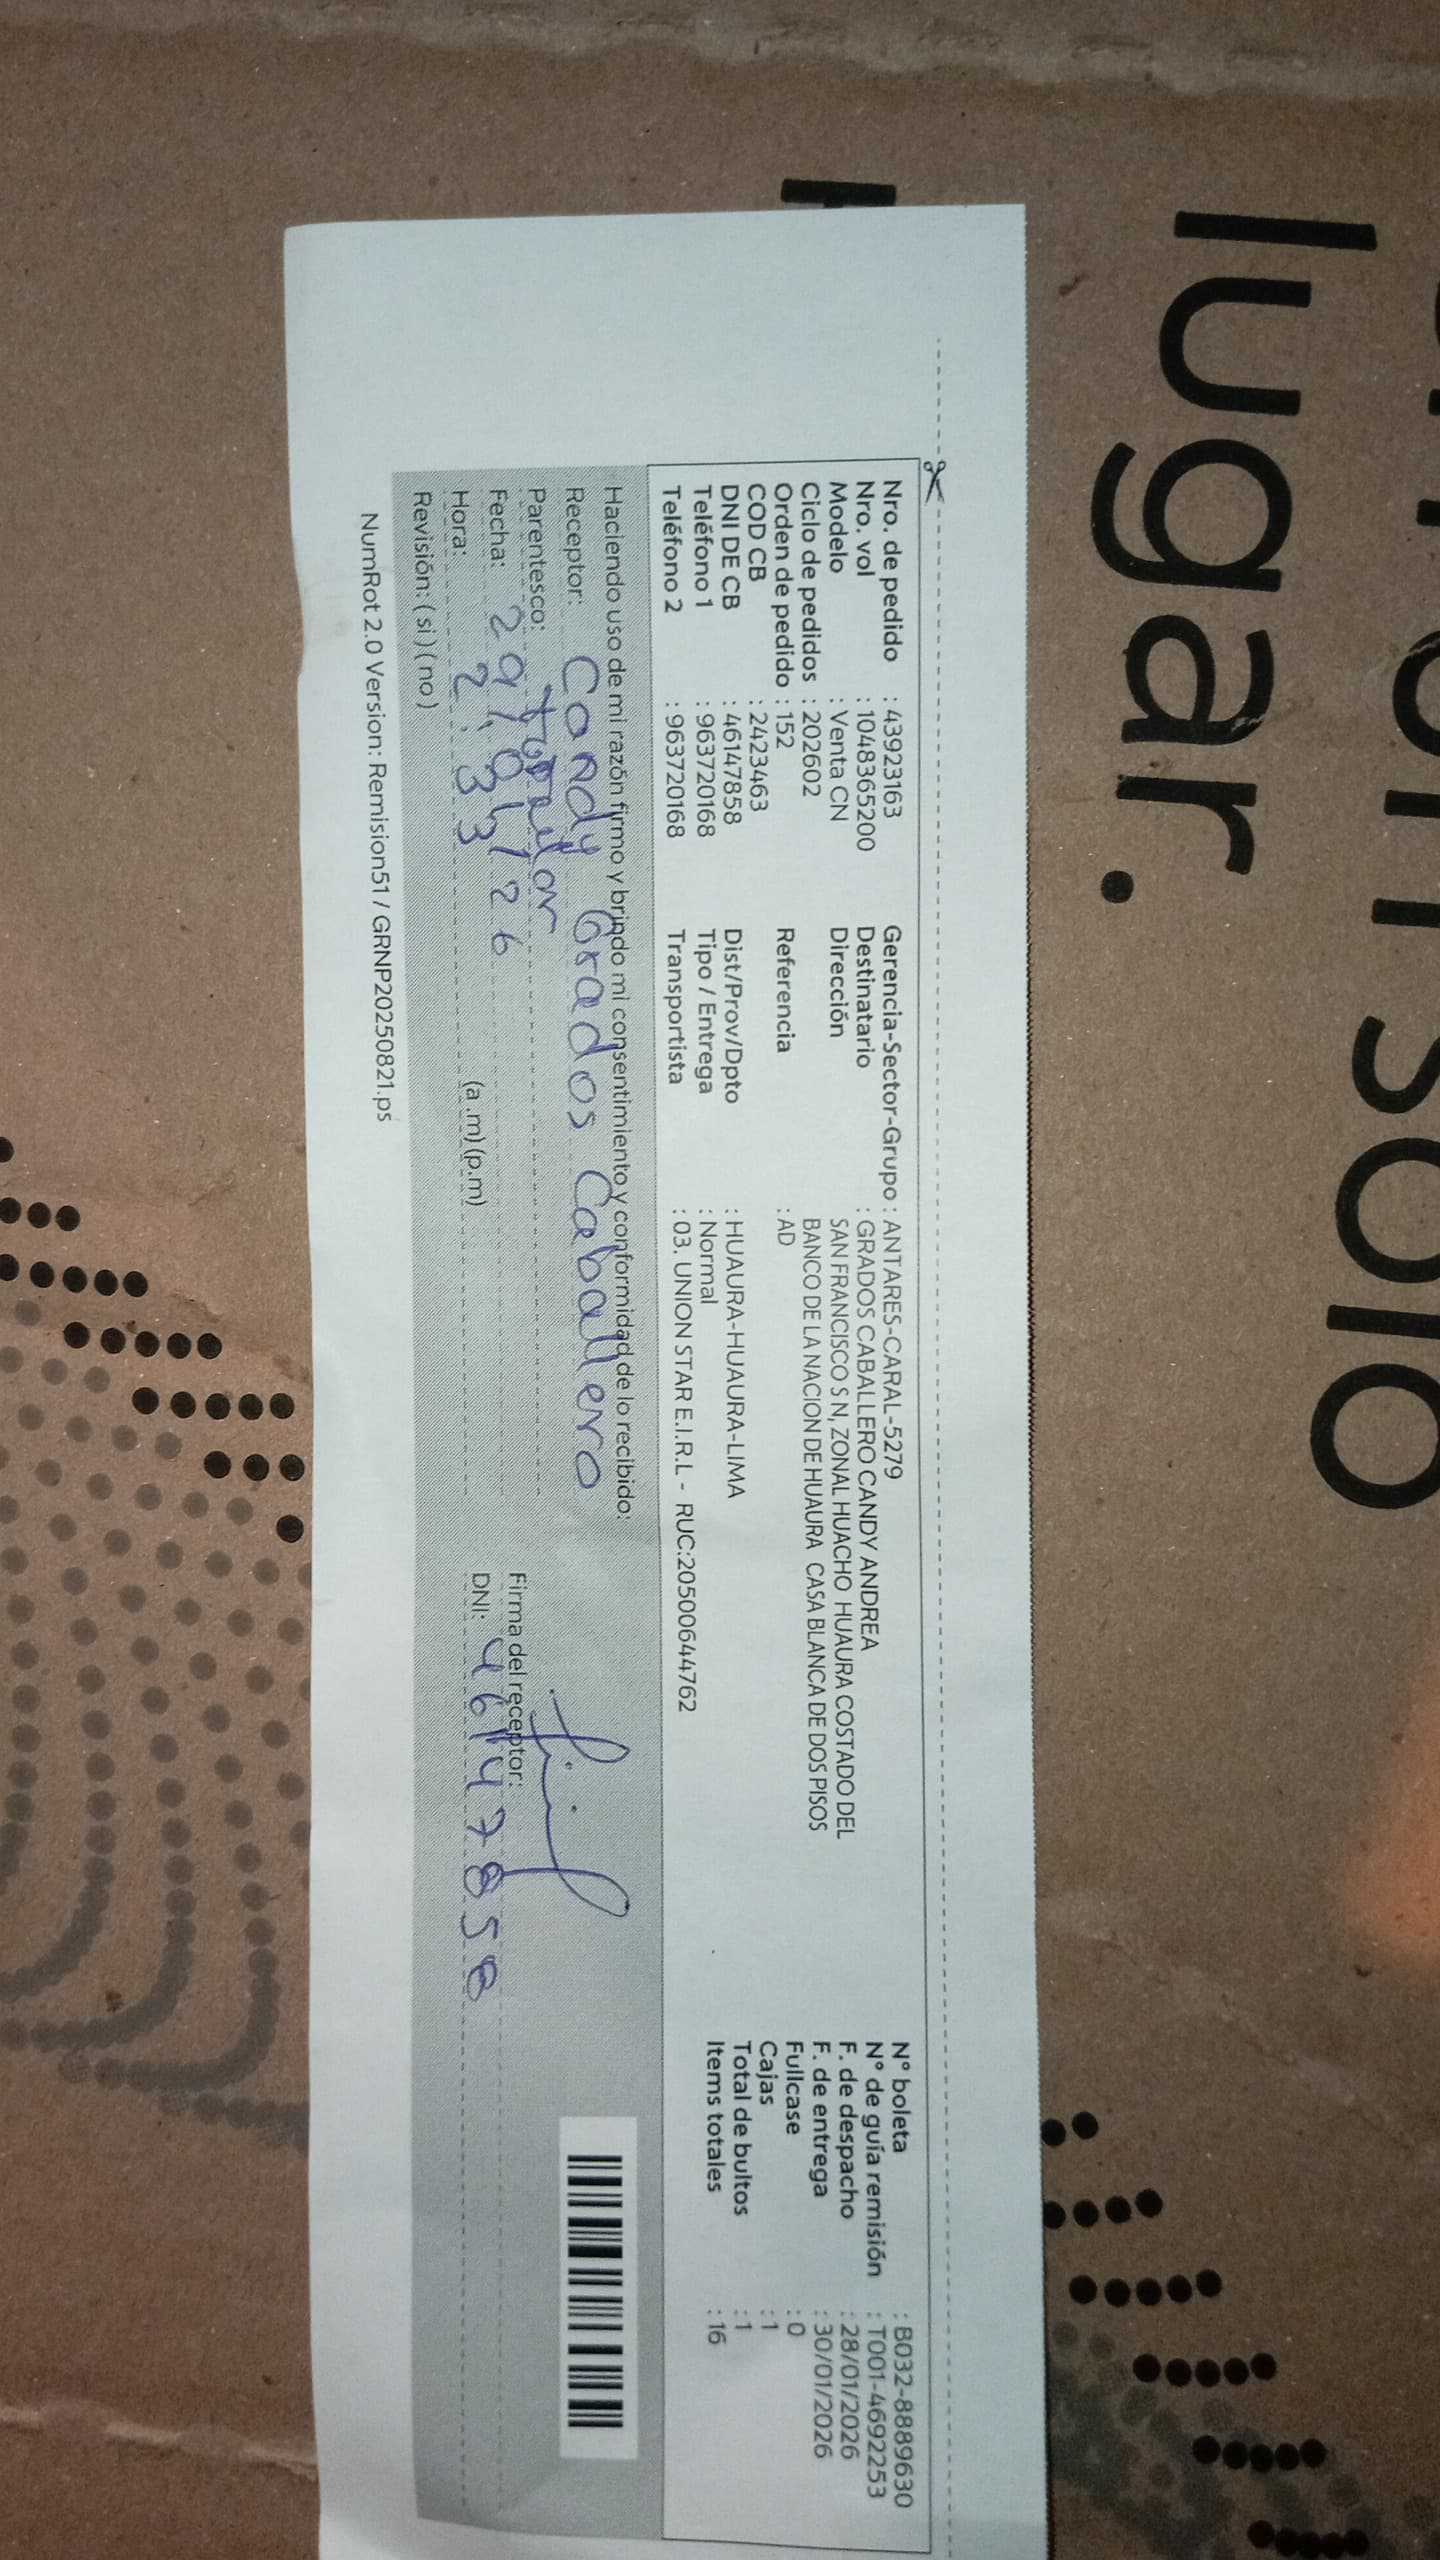 lugar.
solo
Nro. de pedido : 43923163
Nro. vol : 1048365200
Modelo : Venta CN
Ciclo de pedidos : 202602
Orden de pedido : 152
COD CB : 2423463
DNI DE CB : 46147858
Teléfono 1 : 963720168
Teléfono 2 : 963720168
Gerencia-Sector-Grupo : ANTARES-CARAL-5279
Destinatario : GRADOS CABALLERO CANDY ANDREA
Dirección SAN FRANCISCO S N, ZONAL HUACHO HUAURA COSTADO DEL
BANCO DE LA NACION DE HUAURA CASA BLANCA DE DOS PISOS
Referencia : AD
Dist/Prov/Dpto : HUAURA-HUAURA-LIMA
Tipo / Entrega : Normal
Transportista : 03. UNION STAR E.I.R.L - RUC:20500644762
N° boleta : B032-8889630
N° de guía remisión : T001-4692253
F. de despacho : 28/01/2026
F. de entrega : 30/01/2026
Fullcase : 0
Cajas : 1
Total de bultos : 1
Items totales : 16
Haciendo uso de mi razón firmo y brindo mi consentimiento y conformidad de lo recibido:
Receptor: Candy Grados Caballero
Parentesco: titular
Fecha: 29/ /26
Hora: 2:33 (a.m)(p.m)
Revisión: (si)(no)
Firma del receptor:
DNI: 46147858
NumRot 2.0 Version: Remision51 / GRNP20250821.ps